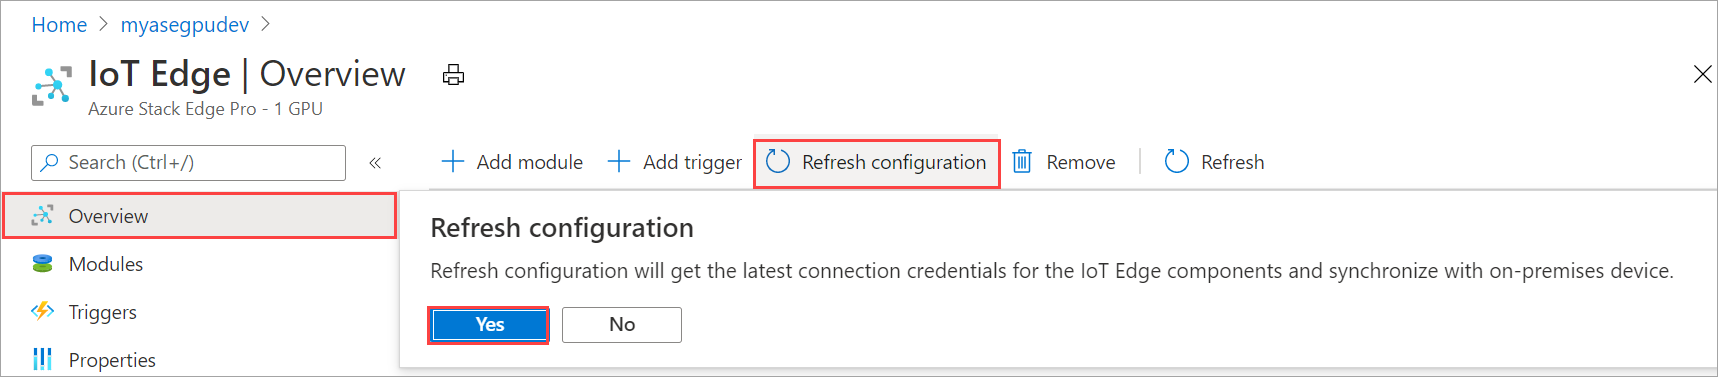 Home > myasegpudev >
IoT Edge | Overview
Azure Stack Edge Pro - 1 GPU
Search (Ctrl+/)
«
Add module
Add trigger
Refresh configuration
Remove
Refresh
Overview
Modules
Triggers
Properties
Refresh configuration
Refresh configuration will get the latest connection credentials for the IoT Edge components and synchronize with on-premises device.
Yes
No